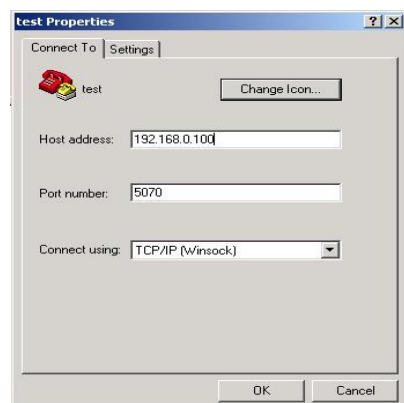 test Properties
Connect To
Settings
test
Change Icon...
Host address: 192.168.0.100
Port number: 5070
Connect using: TCP/IP (Winsock)
OK
Cancel